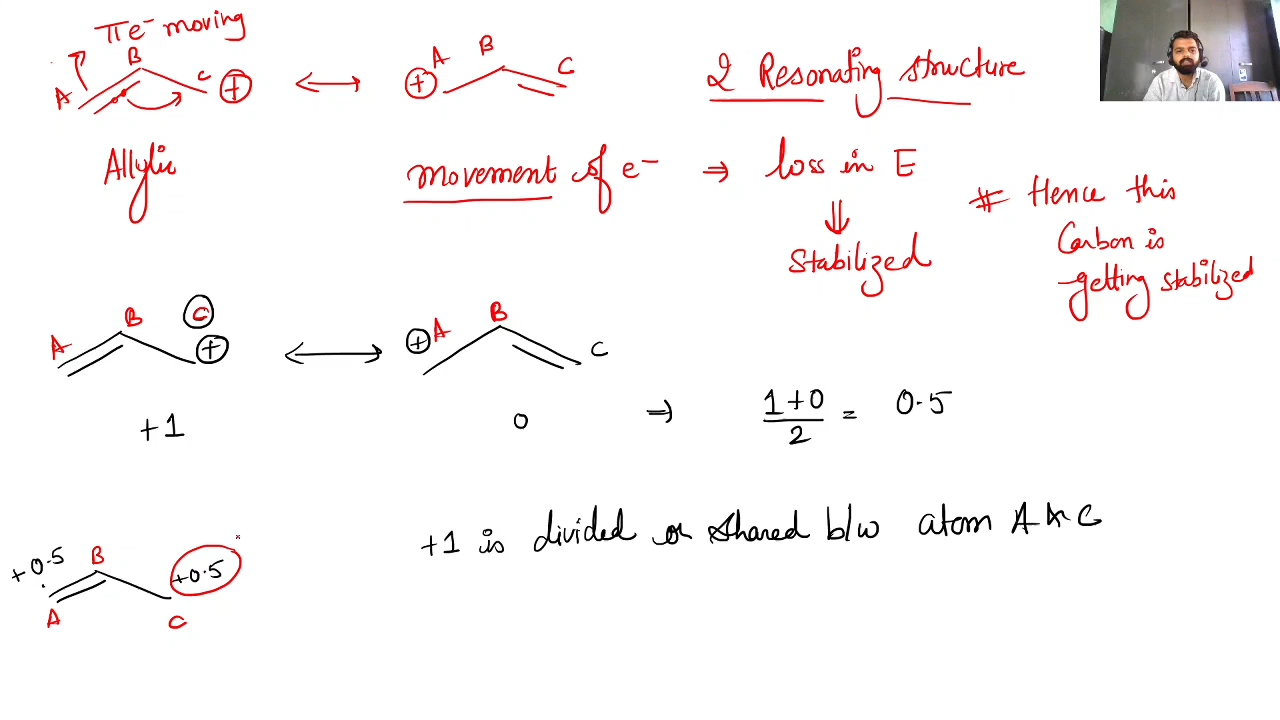 πe⁻ moving
A B C ⊕ ⟷ ⊕ A B C
2 Resonating structure
Allylic
movement of e⁻ ⇒ loss in E
⇓
Stabilized
# Hence this
Carbon is
getting stabilized
A B C ⊕ ⟷ ⊕ A B C
+1 0 ⇒ 1+0/2 = 0.5
+1 is divided or shared b/w atom A & C
+0.5 B +0.5
A C